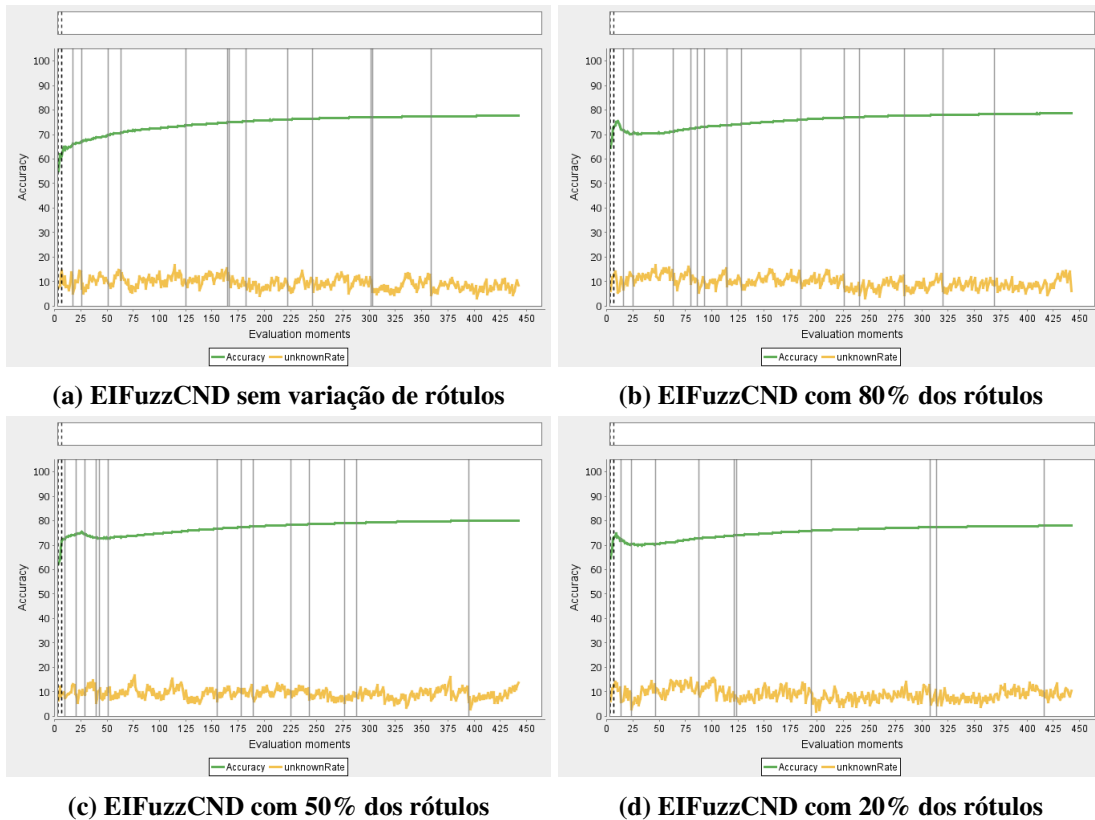 100
90
80
70
60
50
40
30
20
10
0
Accuracy
0 25 50 75 100 125 150 175 200 225 250 275 300 325 350 375 400 425 450
Evaluation moments
Accuracy unknownRate
(a) EIFuzzCND sem variação de rótulos
100
90
80
70
60
50
40
30
20
10
0
Accuracy
0 25 50 75 100 125 150 175 200 225 250 275 300 325 350 375 400 425 450
Evaluation moments
Accuracy unknownRate
(b) EIFuzzCND com 80% dos rótulos
100
90
80
70
60
50
40
30
20
10
0
Accuracy
0 25 50 75 100 125 150 175 200 225 250 275 300 325 350 375 400 425 450
Evaluation moments
Accuracy unknownRate
(c) EIFuzzCND com 50% dos rótulos
100
90
80
70
60
50
40
30
20
10
0
Accuracy
0 25 50 75 100 125 150 175 200 225 250 275 300 325 350 375 400 425 450
Evaluation moments
Accuracy unknownRate
(d) EIFuzzCND com 20% dos rótulos